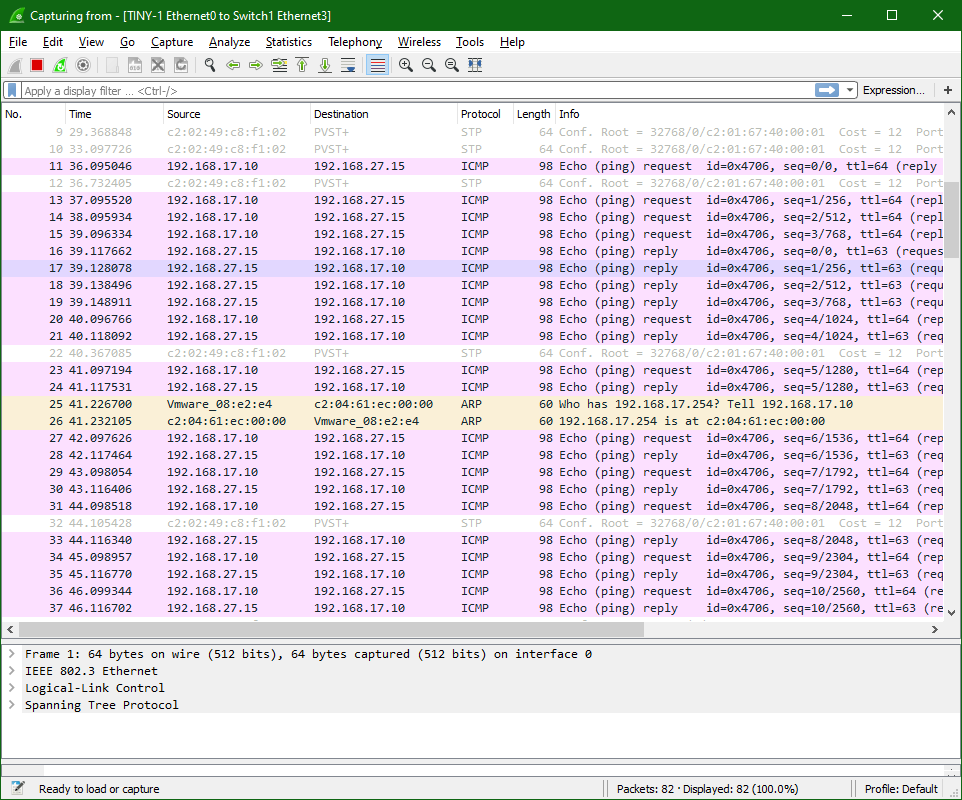 Capturing from - [TINY-1 Ethernet0 to Switch1 Ethernet3]
File Edit View Go Capture Analyze Statistics Telephony Wireless Tools Help
Apply a display filter ... <Ctrl-/> Expression... +
No. Time Source Destination Protocol Length Info
9 29.368848 c2:02:49:c8:f1:02 PVST+ STP 64 Conf. Root = 32768/0/c2:01:67:40:00:01 Cost = 12 Port
10 33.097726 c2:02:49:c8:f1:02 PVST+ STP 64 Conf. Root = 32768/0/c2:01:67:40:00:01 Cost = 12 Port
11 36.095046 192.168.17.10 192.168.27.15 ICMP 98 Echo (ping) request id=0x4706, seq=0/0, ttl=64 (reply
12 36.732405 c2:02:49:c8:f1:02 PVST+ STP 64 Conf. Root = 32768/0/c2:01:67:40:00:01 Cost = 12 Port
13 37.095520 192.168.17.10 192.168.27.15 ICMP 98 Echo (ping) request id=0x4706, seq=1/256, ttl=64 (repl
14 38.095934 192.168.17.10 192.168.27.15 ICMP 98 Echo (ping) request id=0x4706, seq=2/512, ttl=64 (repl
15 39.096334 192.168.17.10 192.168.27.15 ICMP 98 Echo (ping) request id=0x4706, seq=3/768, ttl=64 (repl
16 39.117662 192.168.27.15 192.168.17.10 ICMP 98 Echo (ping) reply id=0x4706, seq=0/0, ttl=63 (reques
17 39.128078 192.168.27.15 192.168.17.10 ICMP 98 Echo (ping) reply id=0x4706, seq=1/256, ttl=63 (requ
18 39.138496 192.168.27.15 192.168.17.10 ICMP 98 Echo (ping) reply id=0x4706, seq=2/512, ttl=63 (requ
19 39.148911 192.168.27.15 192.168.17.10 ICMP 98 Echo (ping) reply id=0x4706, seq=3/768, ttl=63 (requ
20 40.096766 192.168.17.10 192.168.27.15 ICMP 98 Echo (ping) request id=0x4706, seq=4/1024, ttl=64 (rep
21 40.118092 192.168.27.15 192.168.17.10 ICMP 98 Echo (ping) reply id=0x4706, seq=4/1024, ttl=63 (req
22 40.367085 c2:02:49:c8:f1:02 PVST+ STP 64 Conf. Root = 32768/0/c2:01:67:40:00:01 Cost = 12 Port
23 41.097194 192.168.17.10 192.168.27.15 ICMP 98 Echo (ping) request id=0x4706, seq=5/1280, ttl=64 (rep
24 41.117531 192.168.27.15 192.168.17.10 ICMP 98 Echo (ping) reply id=0x4706, seq=5/1280, ttl=63 (req
25 41.226700 Vmware_08:e2:e4 c2:04:61:ec:00:00 ARP 60 Who has 192.168.17.254? Tell 192.168.17.10
26 41.232105 c2:04:61:ec:00:00 Vmware_08:e2:e4 ARP 60 192.168.17.254 is at c2:04:61:ec:00:00
27 42.097626 192.168.17.10 192.168.27.15 ICMP 98 Echo (ping) request id=0x4706, seq=6/1536, ttl=64 (rep
28 42.117464 192.168.27.15 192.168.17.10 ICMP 98 Echo (ping) reply id=0x4706, seq=6/1536, ttl=63 (req
29 43.098054 192.168.17.10 192.168.27.15 ICMP 98 Echo (ping) request id=0x4706, seq=7/1792, ttl=64 (rep
30 43.116406 192.168.27.15 192.168.17.10 ICMP 98 Echo (ping) reply id=0x4706, seq=7/1792, ttl=63 (req
31 44.098518 192.168.17.10 192.168.27.15 ICMP 98 Echo (ping) request id=0x4706, seq=8/2048, ttl=64 (rep
32 44.105428 c2:02:49:c8:f1:02 PVST+ STP 64 Conf. Root = 32768/0/c2:01:67:40:00:01 Cost = 12 Port
33 44.116340 192.168.27.15 192.168.17.10 ICMP 98 Echo (ping) reply id=0x4706, seq=8/2048, ttl=63 (req
34 45.098957 192.168.17.10 192.168.27.15 ICMP 98 Echo (ping) request id=0x4706, seq=9/2304, ttl=64 (rep
35 45.116770 192.168.27.15 192.168.17.10 ICMP 98 Echo (ping) reply id=0x4706, seq=9/2304, ttl=63 (req
36 46.099344 192.168.17.10 192.168.27.15 ICMP 98 Echo (ping) request id=0x4706, seq=10/2560, ttl=64 (re
37 46.116702 192.168.27.15 192.168.17.10 ICMP 98 Echo (ping) reply id=0x4706, seq=10/2560, ttl=63 (re
Frame 1: 64 bytes on wire (512 bits), 64 bytes captured (512 bits) on interface 0
IEEE 802.3 Ethernet
Logical-Link Control
Spanning Tree Protocol
Ready to load or capture Packets: 82 · Displayed: 82 (100.0%) Profile: Default